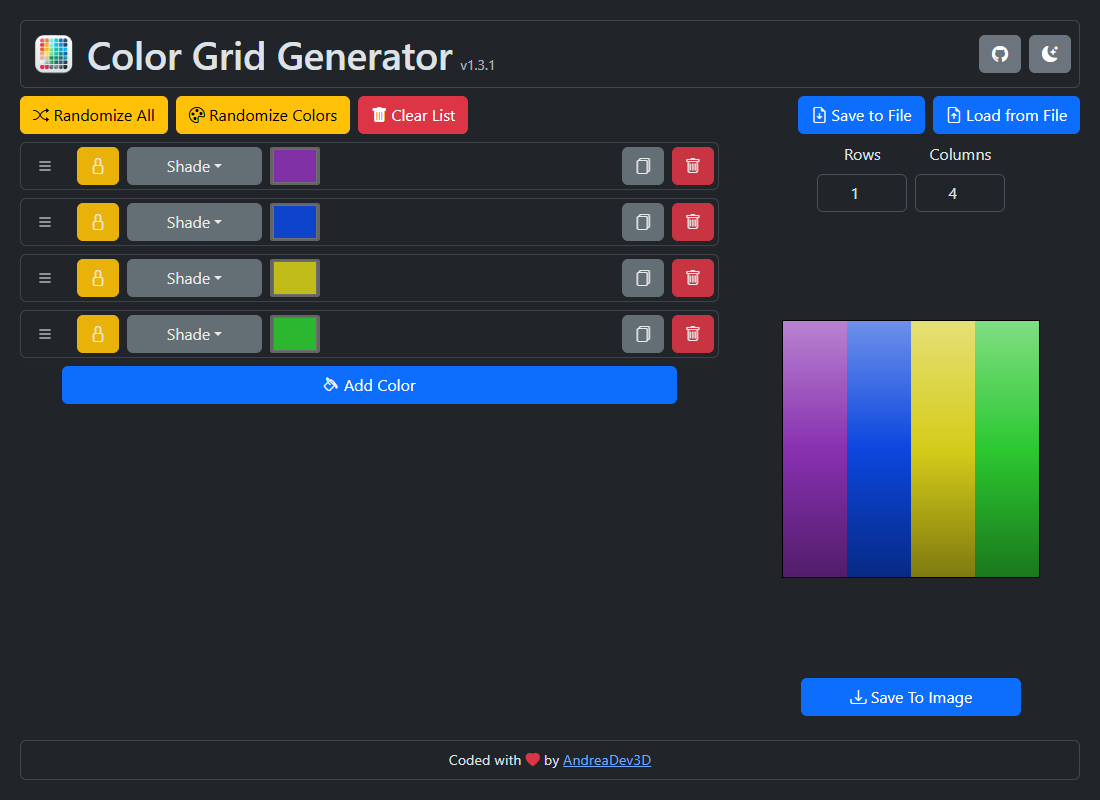 Color Grid Generator v1.3.1
Randomize All Randomize Colors Clear List Save to File Load from File
Rows Columns
1 4
Shade
Shade
Shade
Shade
Add Color
Save To Image
Coded with by AndreaDev3D